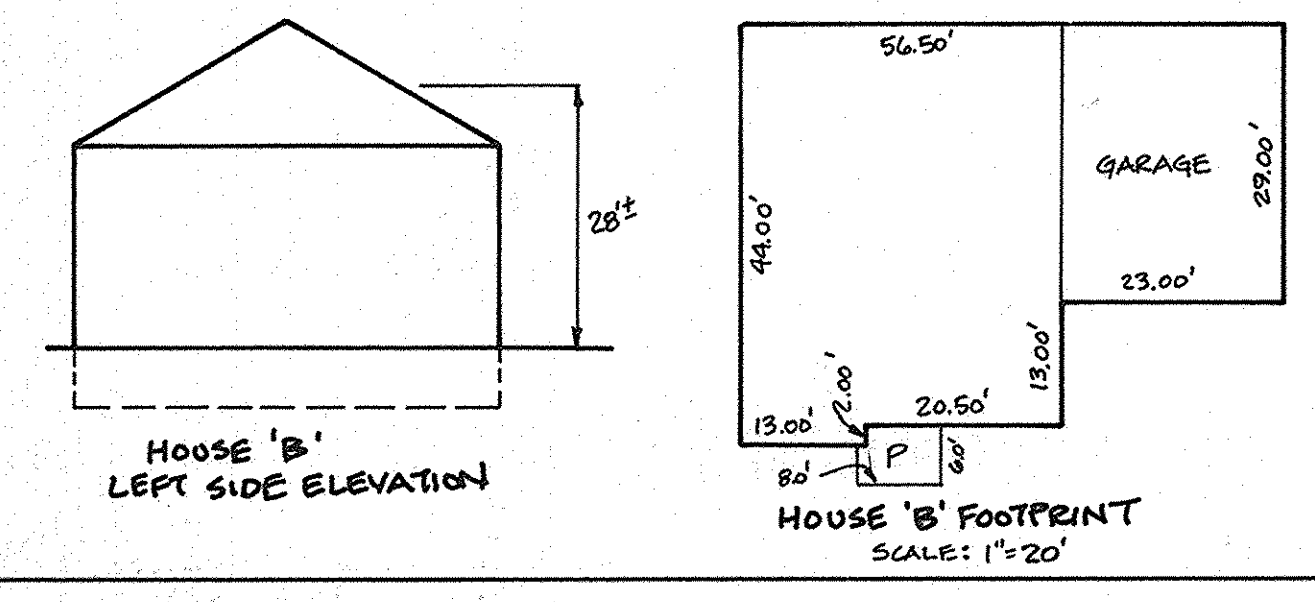 28'±
HOUSE 'B'
LEFT SIDE ELEVATION
56.50'
GARAGE
29.00'
44.00'
23.00'
13.00'
2.00'
20.50'
13.00'
P
6.0'
8.0'
HOUSE 'B' FOOTPRINT
SCALE: 1"=20'